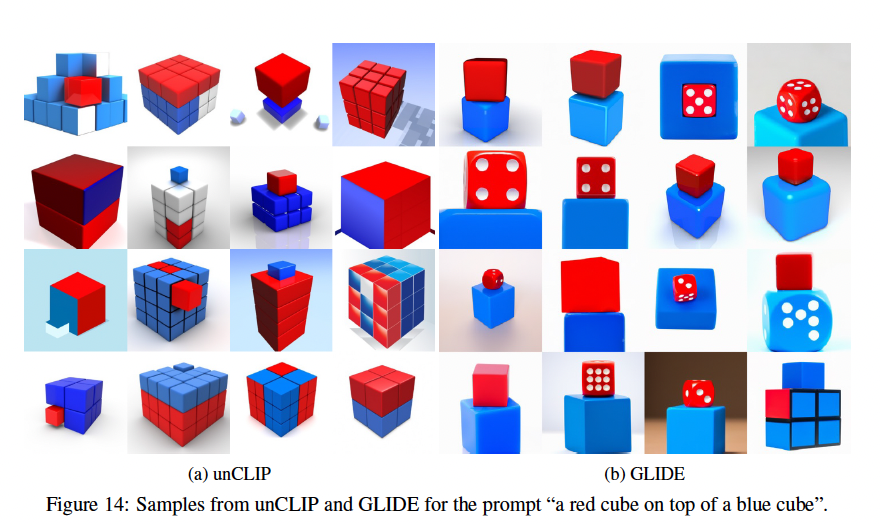 (a) unCLIP
(b) GLIDE
Figure 14: Samples from unCLIP and GLIDE for the prompt “a red cube on top of a blue cube”.